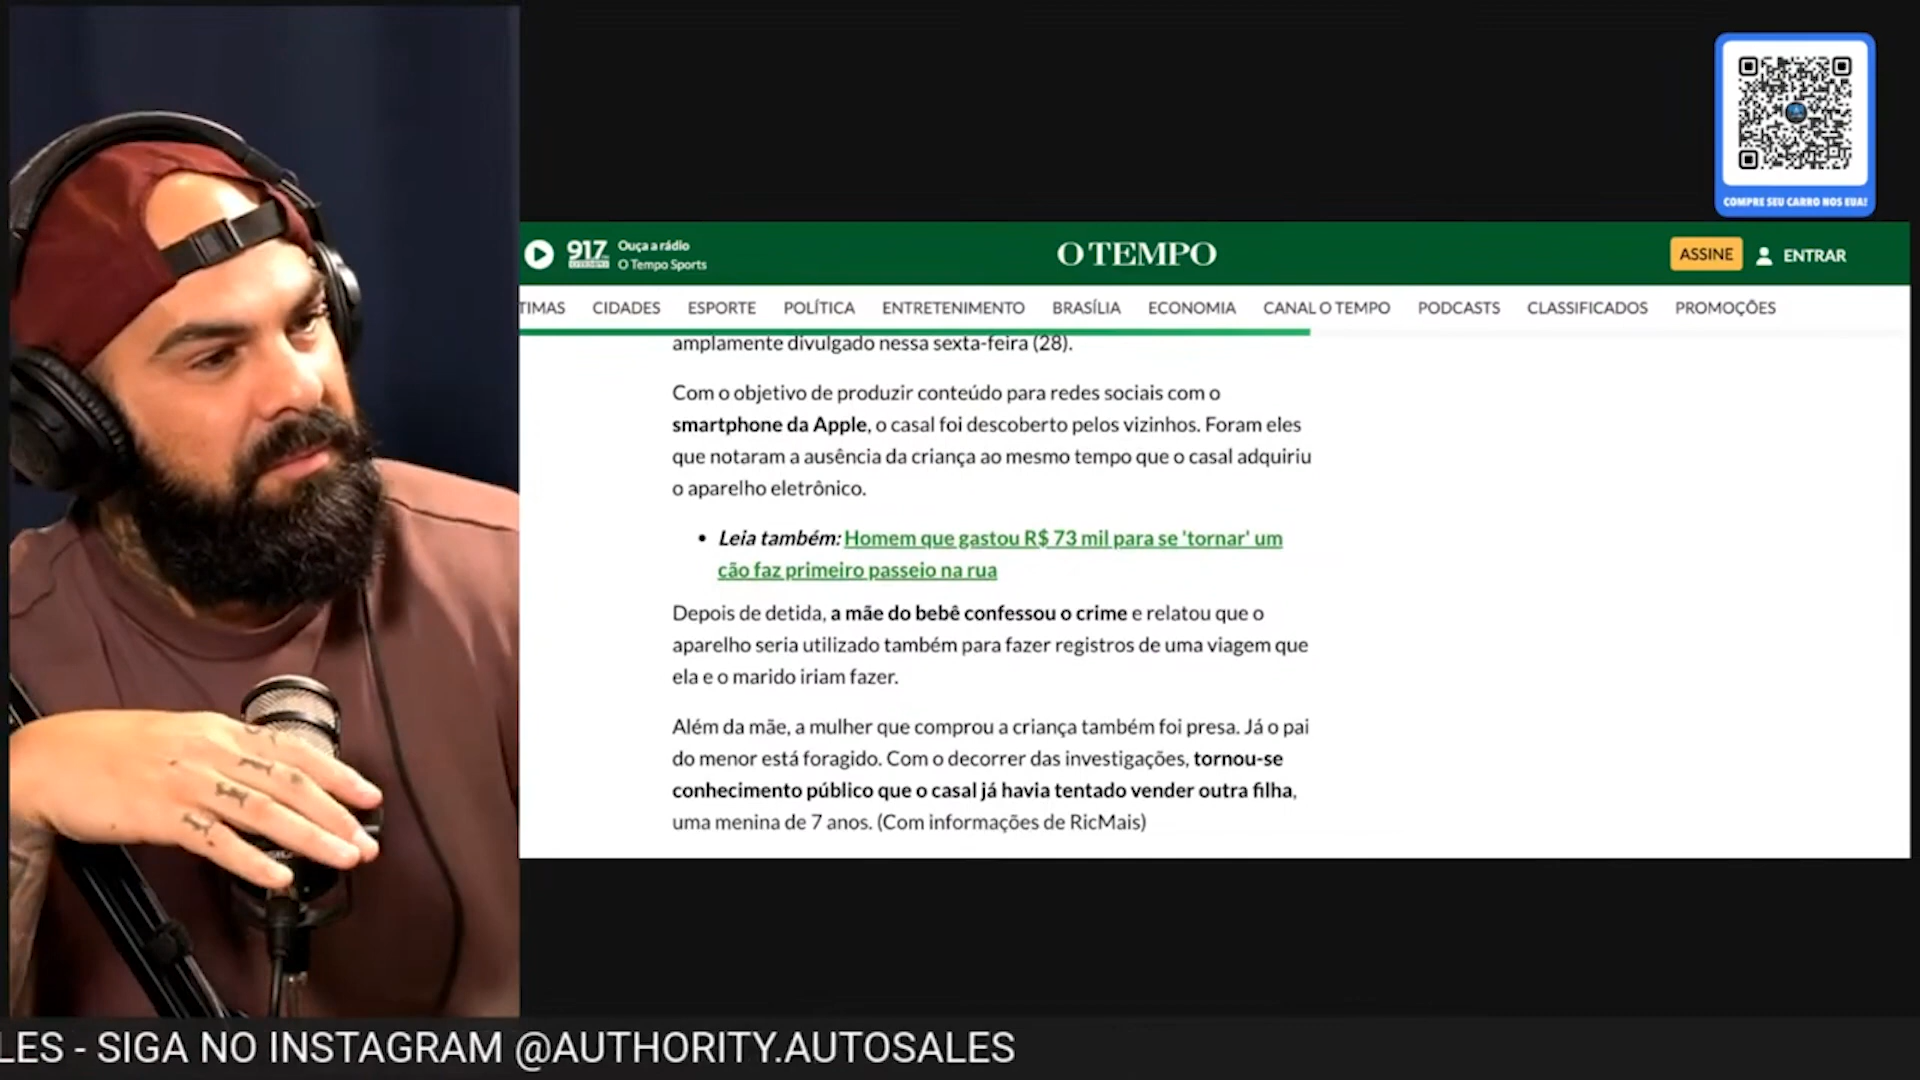 COMPRE SEU CARRO NOS EUA!
917
Ouça a rádio
O Tempo Sports
O TEMPO
ASSINE
ENTRAR
TIMAS CIDADES ESPORTE POLÍTICA ENTRETENIMENTO BRASÍLIA ECONOMIA CANAL O TEMPO PODCASTS CLASSIFICADOS PROMOÇÕES
amplamente divulgado nessa sexta-feira (28).
Com o objetivo de produzir conteúdo para redes sociais com o
smartphone da Apple, o casal foi descoberto pelos vizinhos. Foram eles
que notaram a ausência da criança ao mesmo tempo que o casal adquiriu
o aparelho eletrônico.
• Leia também: Homem que gastou R$ 73 mil para se 'tornar' um
cão faz primeiro passeio na rua
Depois de detida, a mãe do bebê confessou o crime e relatou que o
aparelho seria utilizado também para fazer registros de uma viagem que
ela e o marido iriam fazer.
Além da mãe, a mulher que comprou a criança também foi presa. Já o pai
do menor está foragido. Com o decorrer das investigações, tornou-se
conhecimento público que o casal já havia tentado vender outra filha,
uma menina de 7 anos. (Com informações de RicMais)
LES - SIGA NO INSTAGRAM @AUTHORITY.AUTOSALES